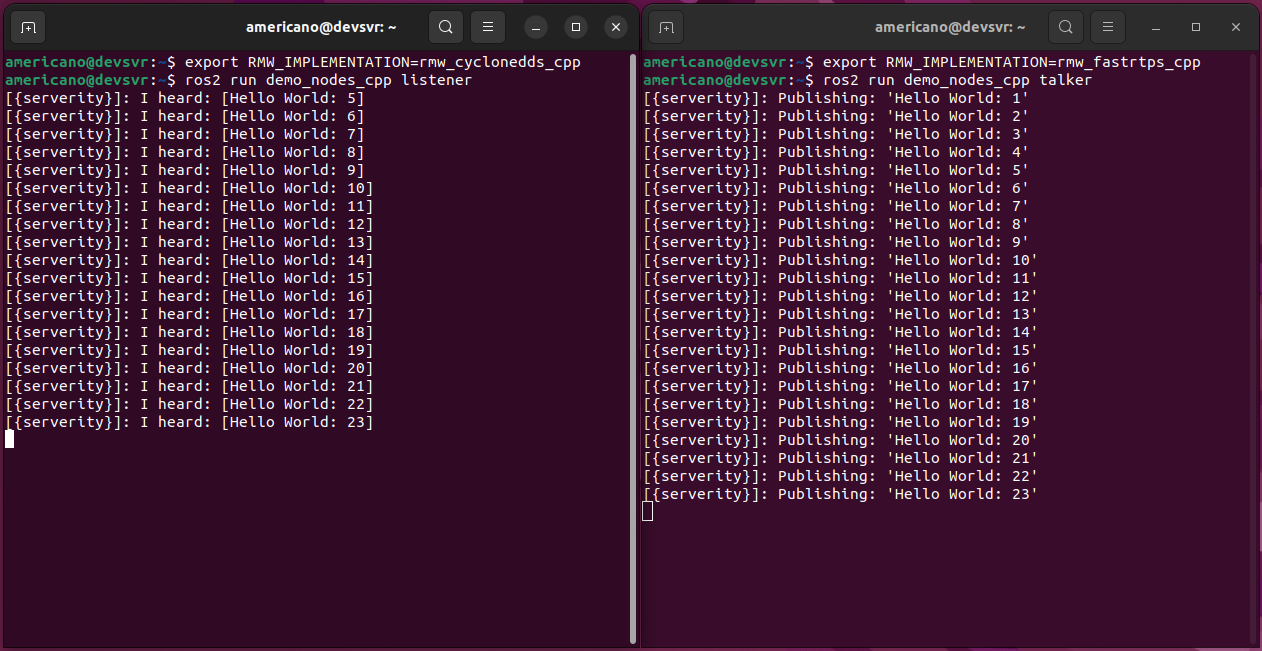 americano@devsvr: ~
americano@devsvr:~$ export RMW_IMPLEMENTATION=rmw_cyclonedds_cpp
americano@devsvr:~$ ros2 run demo_nodes_cpp listener
[{serverity}]: I heard: [Hello World: 5]
[{serverity}]: I heard: [Hello World: 6]
[{serverity}]: I heard: [Hello World: 7]
[{serverity}]: I heard: [Hello World: 8]
[{serverity}]: I heard: [Hello World: 9]
[{serverity}]: I heard: [Hello World: 10]
[{serverity}]: I heard: [Hello World: 11]
[{serverity}]: I heard: [Hello World: 12]
[{serverity}]: I heard: [Hello World: 13]
[{serverity}]: I heard: [Hello World: 14]
[{serverity}]: I heard: [Hello World: 15]
[{serverity}]: I heard: [Hello World: 16]
[{serverity}]: I heard: [Hello World: 17]
[{serverity}]: I heard: [Hello World: 18]
[{serverity}]: I heard: [Hello World: 19]
[{serverity}]: I heard: [Hello World: 20]
[{serverity}]: I heard: [Hello World: 21]
[{serverity}]: I heard: [Hello World: 22]
[{serverity}]: I heard: [Hello World: 23]
americano@devsvr: ~
americano@devsvr:~$ export RMW_IMPLEMENTATION=rmw_fastrtps_cpp
americano@devsvr:~$ ros2 run demo_nodes_cpp talker
[{serverity}]: Publishing: 'Hello World: 1'
[{serverity}]: Publishing: 'Hello World: 2'
[{serverity}]: Publishing: 'Hello World: 3'
[{serverity}]: Publishing: 'Hello World: 4'
[{serverity}]: Publishing: 'Hello World: 5'
[{serverity}]: Publishing: 'Hello World: 6'
[{serverity}]: Publishing: 'Hello World: 7'
[{serverity}]: Publishing: 'Hello World: 8'
[{serverity}]: Publishing: 'Hello World: 9'
[{serverity}]: Publishing: 'Hello World: 10'
[{serverity}]: Publishing: 'Hello World: 11'
[{serverity}]: Publishing: 'Hello World: 12'
[{serverity}]: Publishing: 'Hello World: 13'
[{serverity}]: Publishing: 'Hello World: 14'
[{serverity}]: Publishing: 'Hello World: 15'
[{serverity}]: Publishing: 'Hello World: 16'
[{serverity}]: Publishing: 'Hello World: 17'
[{serverity}]: Publishing: 'Hello World: 18'
[{serverity}]: Publishing: 'Hello World: 19'
[{serverity}]: Publishing: 'Hello World: 20'
[{serverity}]: Publishing: 'Hello World: 21'
[{serverity}]: Publishing: 'Hello World: 22'
[{serverity}]: Publishing: 'Hello World: 23'